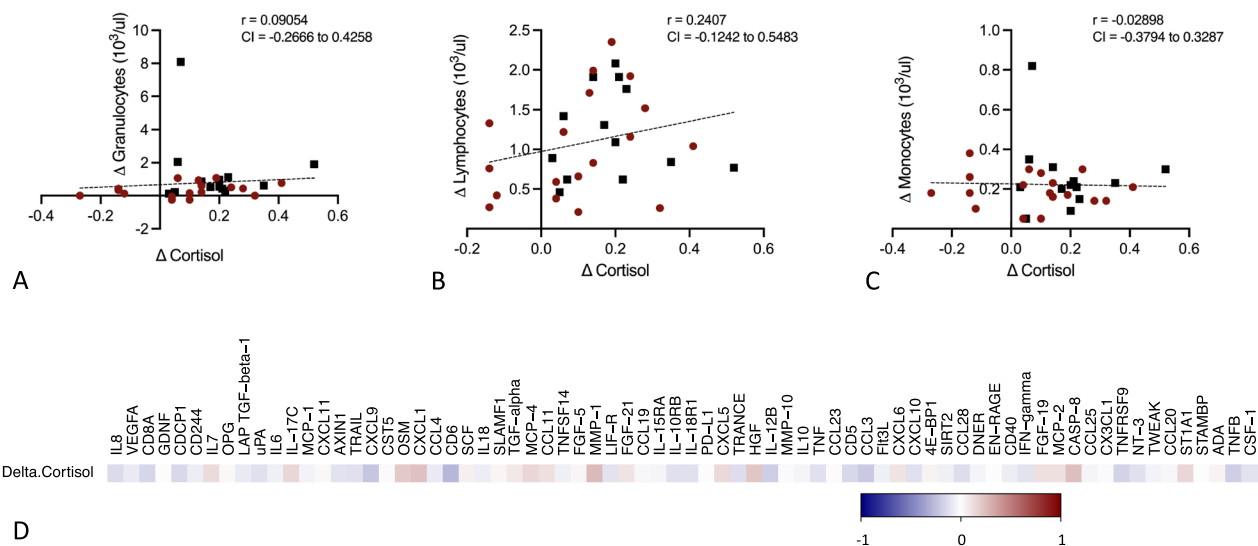 r = 0.09054
CI = -0.2666 to 0.4258
Δ Granulocytes (10³/ul)
10
8
6
4
2
-2
-0.4
-0.2
0.2
0.4
0.6
Δ Cortisol
A
r = 0.2407
CI = -0.1242 to 0.5483
Δ Lymphocytes (10³/ul)
2.5
2.0
1.5
1.0
0.5
-0.2
0.0
0.2
0.4
0.6
Δ Cortisol
B
r = -0.02898
CI = -0.3794 to 0.3287
Δ Monocytes (10³/ul)
1.0
0.8
0.6
0.4
0.2
-0.4
-0.2
0.0
0.2
0.4
0.6
Δ Cortisol
C
IL8
VEGFA
CD8A
GDNF
CDCP1
CD244
IL7
OPG
LAP TGF-beta-1
uPA
IL6
IL-17C
MCP-1
CXCL11
AXIN1
TRAIL
CXCL9
CST5
OSM
CXCL1
CCL4
CD6
SCF
IL18
SLAMF1
TGF-alpha
MCP-4
CCL11
TNFSF14
FGF-5
MMP-1
LIF-R
FGF-21
CCL19
IL-15RA
IL-10RB
IL-18R1
PD-L1
CXCL5
TRANCE
HGF
IL-12B
MMP-10
IL10
TNF
CCL23
CD5
CCL3
Flt3L
CXCL6
CXCL10
4E-BP1
SIRT2
CCL28
DNER
EN-RAGE
CD40
IFN-gamma
FGF-19
MCP-2
CASP-8
CCL25
CX3CL1
TNFRSF9
NT-3
TWEAK
CCL20
ST1A1
STAMBP
ADA
TNFB
CSF-1
Delta.Cortisol
-1
0
1
D